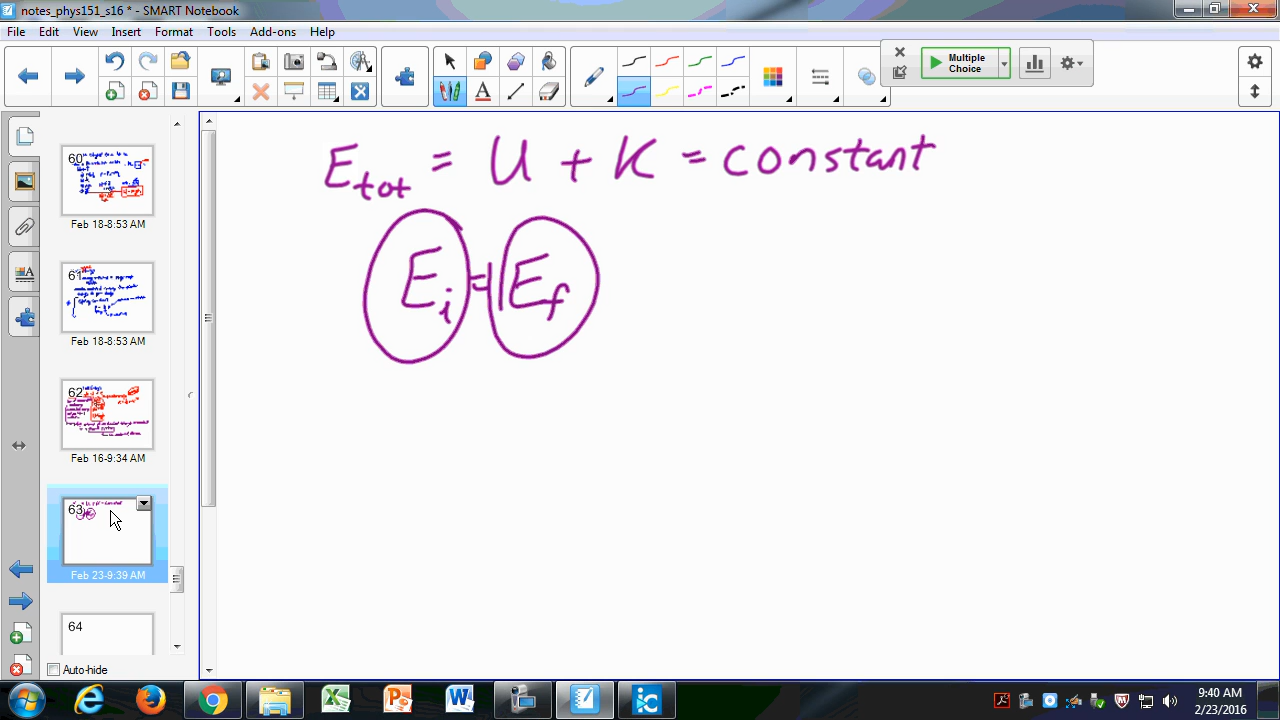 notes_phys151_s16 * - SMART Notebook
File Edit View Insert Format Tools Add-ons Help
Multiple
Choice
60
Feb 18-8:53 AM
61
Feb 18-8:53 AM
62
Feb 16-9:34 AM
63
Feb 23-9:39 AM
64
Auto-hide
E_tot = U + K = constant
E_i = E_f
9:40 AM
2/23/2016